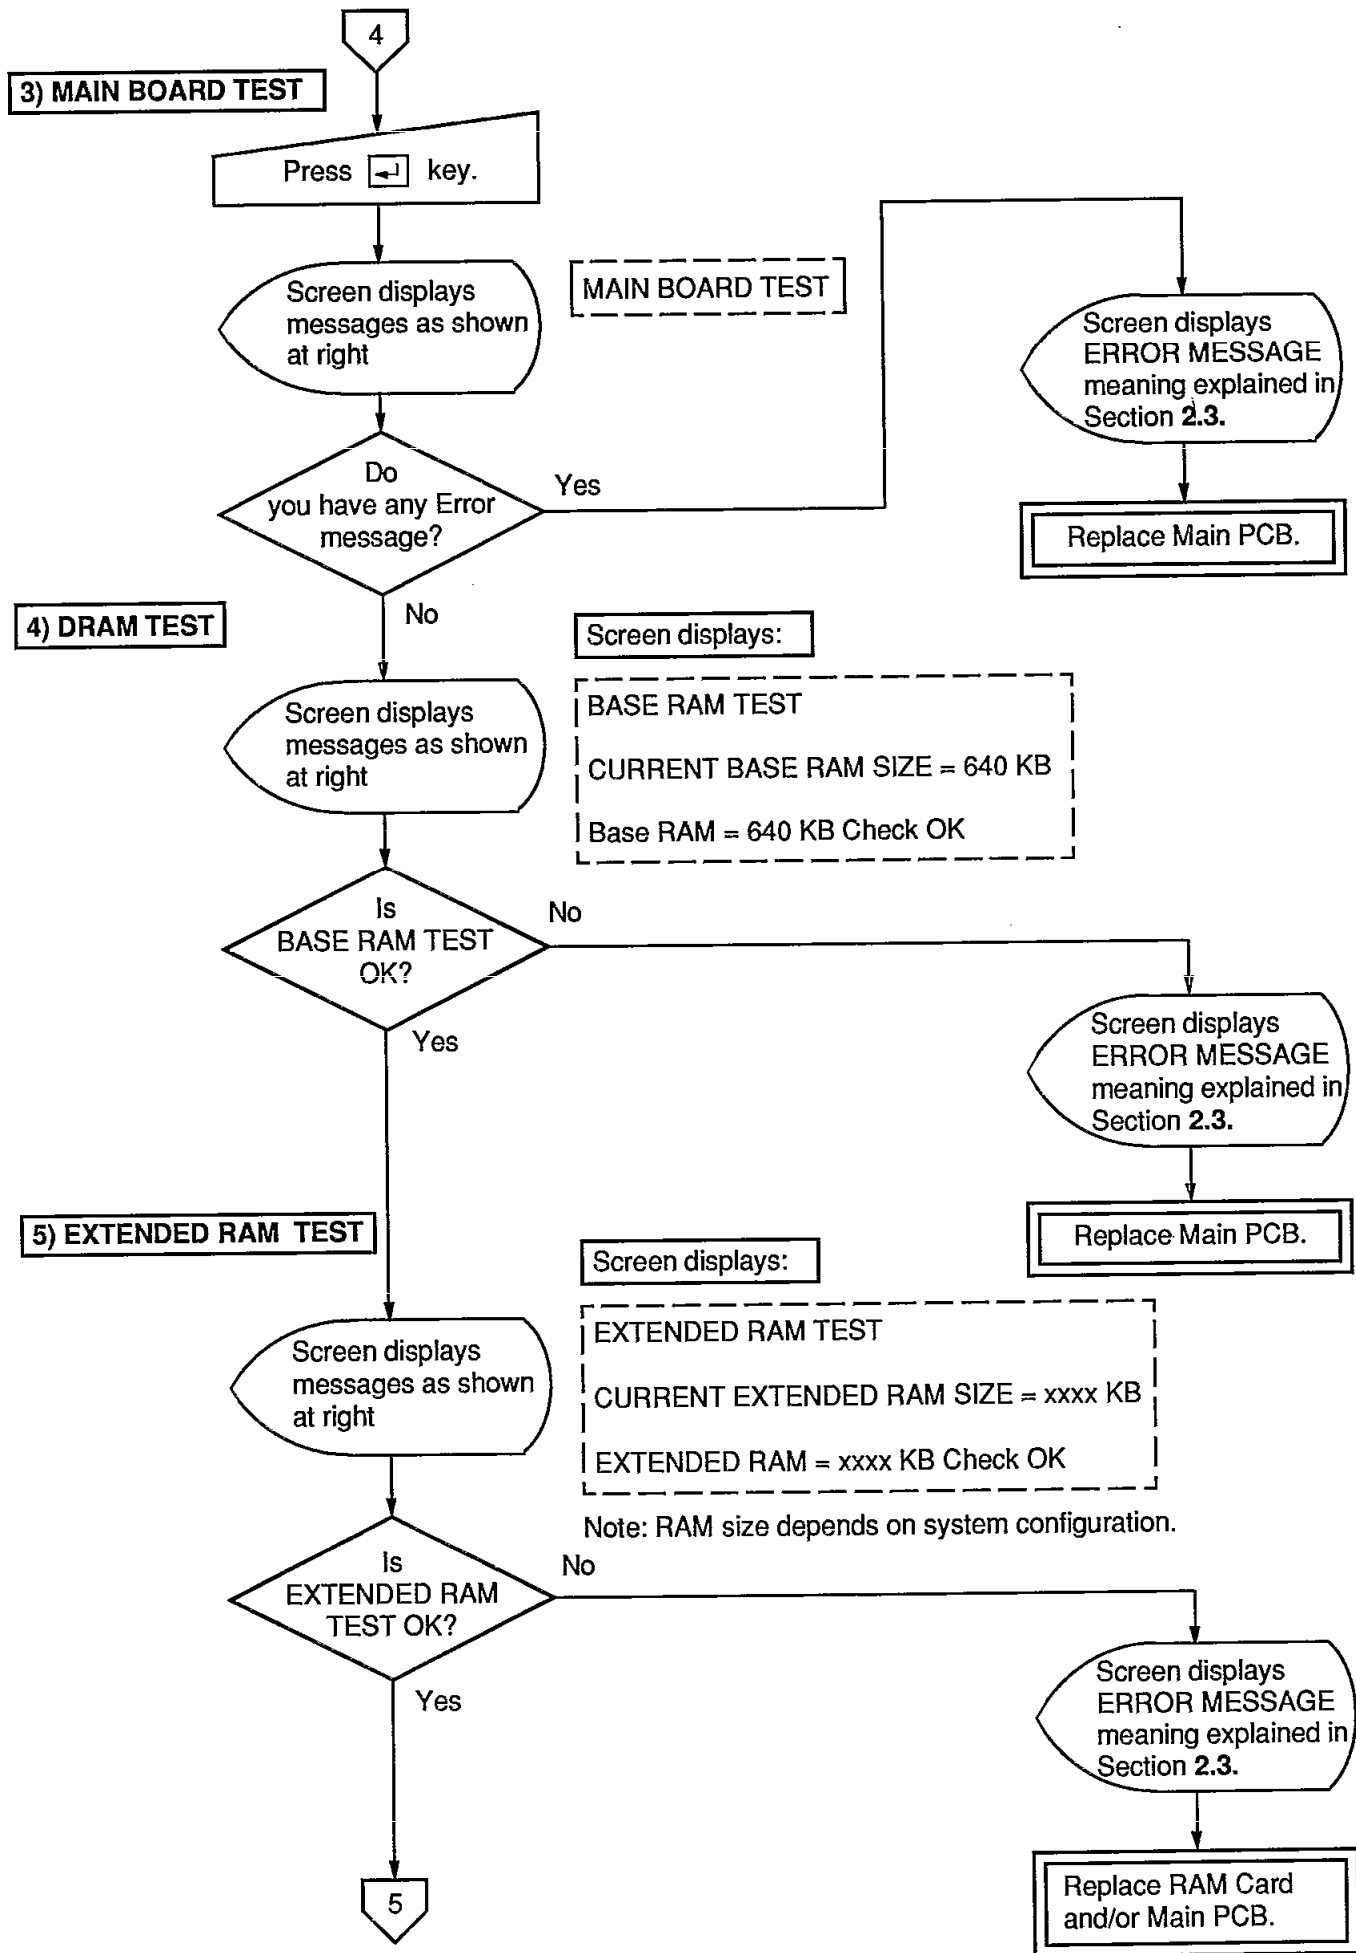 4
3) MAIN BOARD TEST
Press ↵ key.
Screen displays
messages as shown
at right
MAIN BOARD TEST
Screen displays
ERROR MESSAGE
meaning explained in
Section 2.3.
Do
you have any Error
message?
Yes
Replace Main PCB.
No
4) DRAM TEST
Screen displays:
Screen displays
messages as shown
at right
BASE RAM TEST
CURRENT BASE RAM SIZE = 640 KB
Base RAM = 640 KB Check OK
Is
BASE RAM TEST
OK?
No
Yes
Screen displays
ERROR MESSAGE
meaning explained in
Section 2.3.
Replace Main PCB.
5) EXTENDED RAM TEST
Screen displays:
Screen displays
messages as shown
at right
EXTENDED RAM TEST
CURRENT EXTENDED RAM SIZE = xxxx KB
EXTENDED RAM = xxxx KB Check OK
Note: RAM size depends on system configuration.
Is
EXTENDED RAM
TEST OK?
No
Yes
Screen displays
ERROR MESSAGE
meaning explained in
Section 2.3.
Replace RAM Card
and/or Main PCB.
5